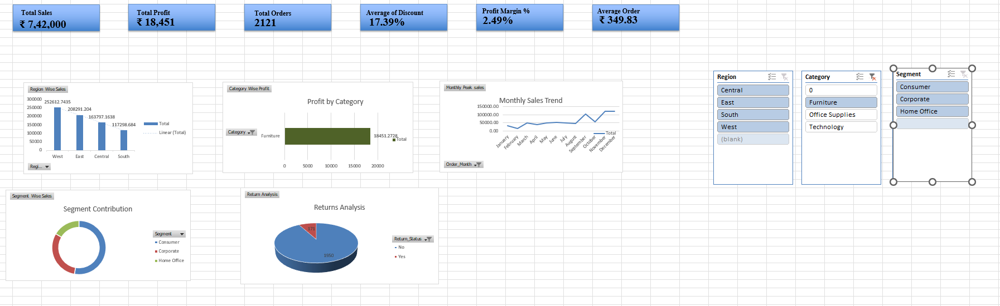 Total Sales
₹ 7,42,000
Total Profit
₹ 18,451
Total Orders
2121
Average of Discount
17.39%
Profit Margin %
2.49%
Average Order
₹ 349.83
Region Wise Sales
300000
250000
200000
150000
100000
50000
0
252612.7435
208291.204
163797.1638
117298.684
West East Central South
Total
Linear (Total)
Regi...
Category Wise Profit
Profit by Category
Category
Furniture
18451.2728
Total
0 5000 10000 15000 20000
Monthly Peak sales
Monthly Sales Trend
150000.00
100000.00
50000.00
0.00
January February March April May June July August September October November December
Total
Order_Month
Region
Central
East
South
West
(blank)
Category
0
Furniture
Office Supplies
Technology
Segment
Consumer
Corporate
Home Office
Segment Wise Sales
Segment Contribution
Segment
Consumer
Corporate
Home Office
Return Analysis
Returns Analysis
171
1950
Return_Status
No
Yes